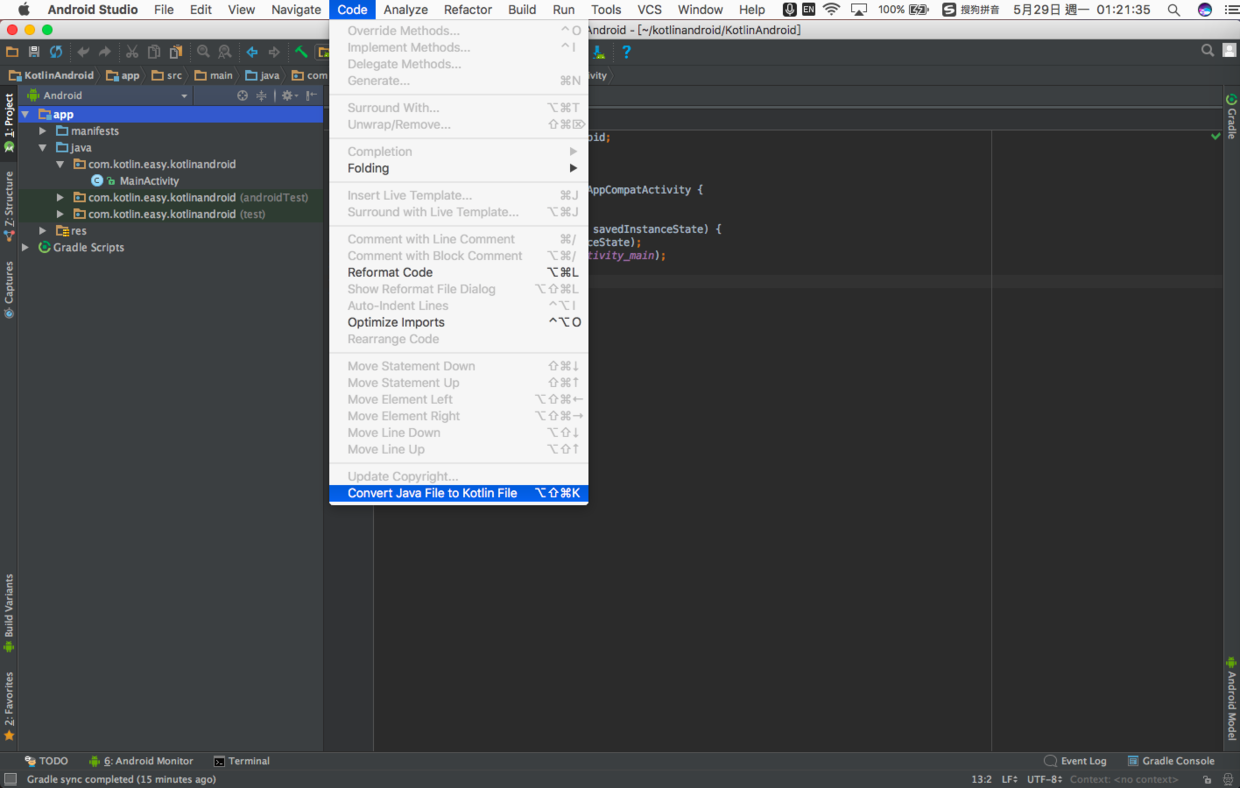 Android Studio File Edit View Navigate Code Analyze Refactor Build Run Tools VCS Window Help EN 100% 搜狗拼音 5月29日 週一 01:21:35
Android - [~/kotlinandroid/KotlinAndroid]
KotlinAndroid app src main java com ivity
Android
1: Project
Z: Structure
Captures
Build Variants
2: Favorites
app
manifests
java
com.kotlin.easy.kotlinandroid
MainActivity
com.kotlin.easy.kotlinandroid (androidTest)
com.kotlin.easy.kotlinandroid (test)
res
Gradle Scripts
Override Methods... ^O
Implement Methods... ^I
Delegate Methods...
Generate... ⌘N
Surround With... ⌥⌘T
Unwrap/Remove... ⇧⌘⌦
Completion
Folding
Insert Live Template... ⌘J
Surround with Live Template... ⌥⌘J
Comment with Line Comment ⌘/
Comment with Block Comment ⌥⌘/
Reformat Code ⌥⌘L
Show Reformat File Dialog ⌥⇧⌘L
Auto-Indent Lines ^⌥I
Optimize Imports ^⌥O
Rearrange Code
Move Statement Down ⇧⌘↓
Move Statement Up ⇧⌘↑
Move Element Left ⌥⇧⌘←
Move Element Right ⌥⇧⌘→
Move Line Down ⌥⇧↓
Move Line Up ⌥⇧↑
Update Copyright...
Convert Java File to Kotlin File ⌥⇧⌘K
oid;
AppCompatActivity {
savedInstanceState) {
ceState);
tivity_main);
Gradle
Android Model
TODO 6: Android Monitor Terminal Event Log Gradle Console
Gradle sync completed (15 minutes ago) 13:2 LF÷ UTF-8÷ Context: <no context>